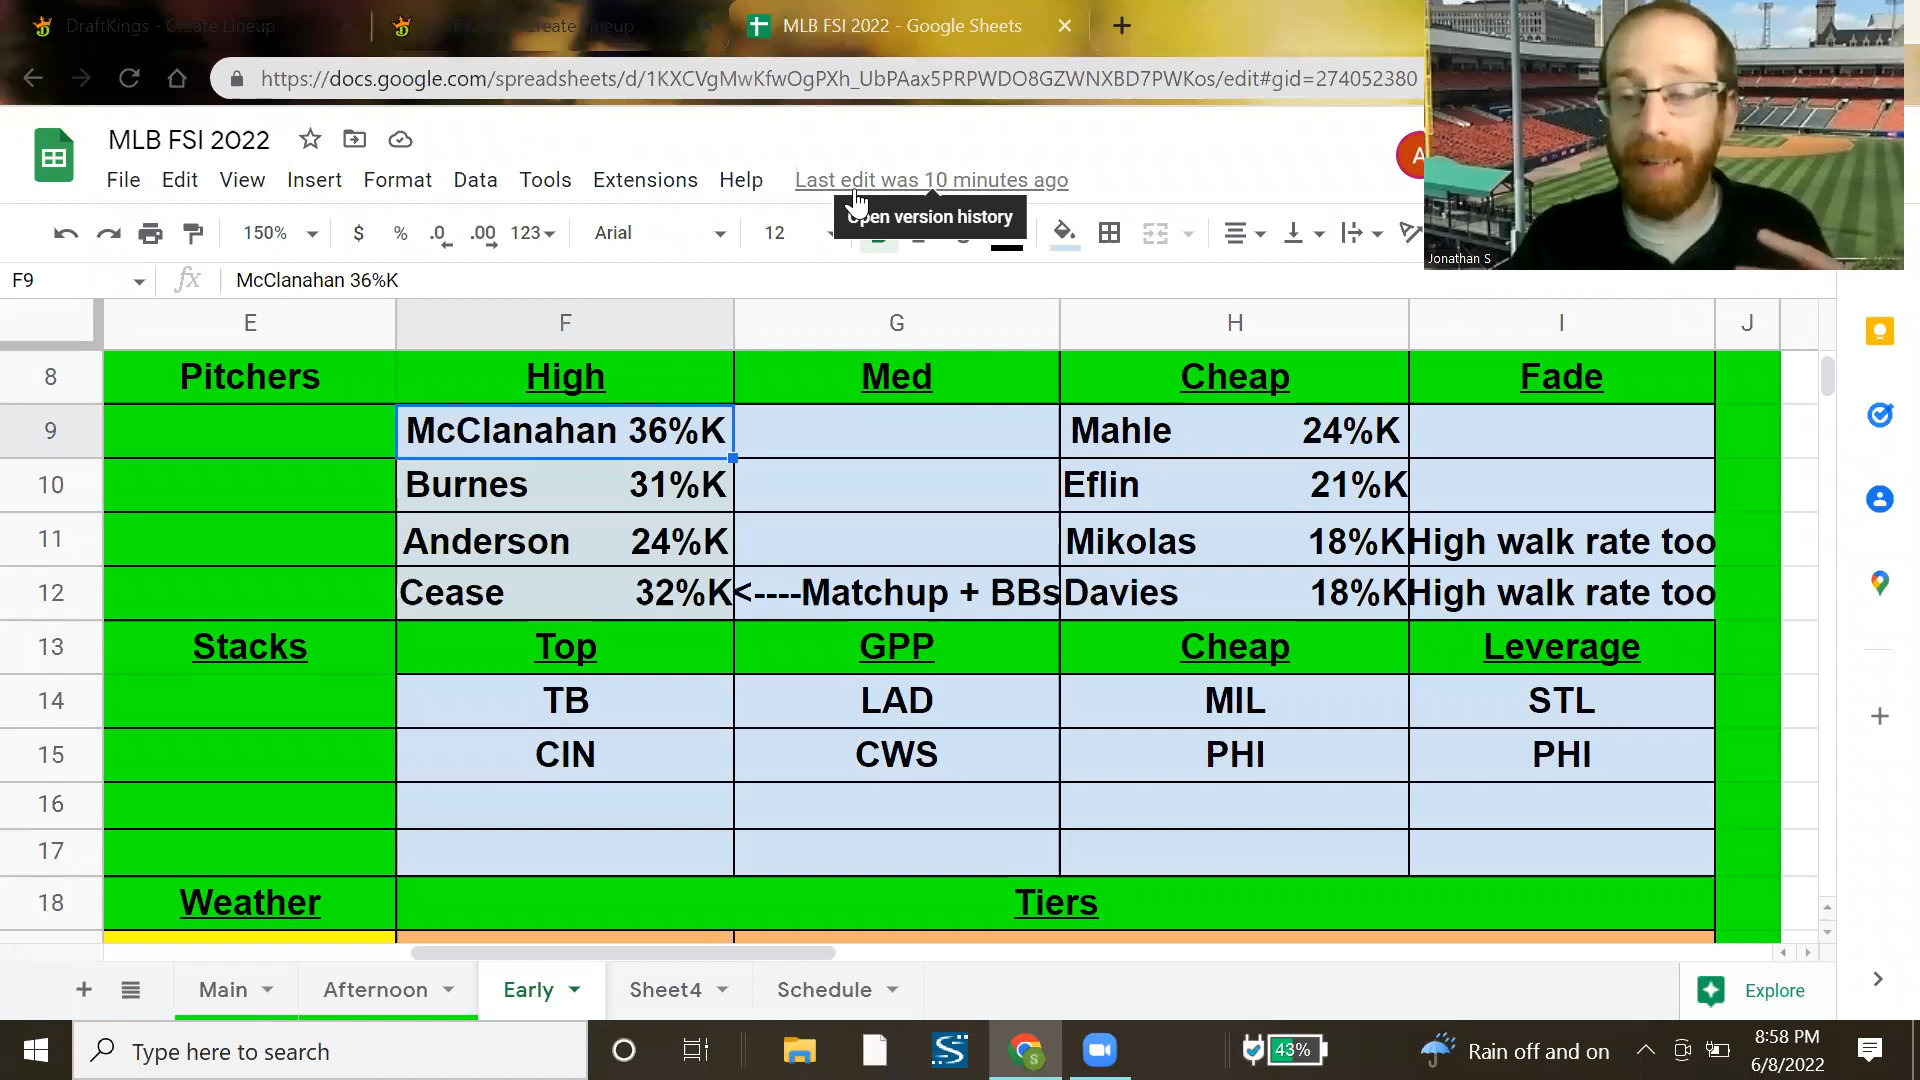 DraftKings - Create Lineup
Create Lineup
MLB FSI 2022 - Google Sheets
https://docs.google.com/spreadsheets/d/1KXCVgMwKfwOgPXh_UbPAax5PRPWDO8GZWNXBD7PWKos/edit#gid=274052380
MLB FSI 2022
A
File Edit View Insert Format Data Tools Extensions Help Last edit was 10 minutes ago
Open version history
150% $ % .0 .00 123 Arial 12
Jonathan S
F9 fx McClanahan 36%K
E F G H I J
8 Pitchers High Med Cheap Fade
9 McClanahan 36%K Mahle 24%K
10 Burnes 31%K Eflin 21%K
11 Anderson 24%K Mikolas 18%K High walk rate too
12 Cease 32%K <----Matchup + BBs Davies 18%K High walk rate too
13 Stacks Top GPP Cheap Leverage
14 TB LAD MIL STL
15 CIN CWS PHI PHI
16
17
18 Weather Tiers
Main Afternoon Early Sheet4 Schedule Explore
Type here to search 43% Rain off and on 8:58 PM
6/8/2022